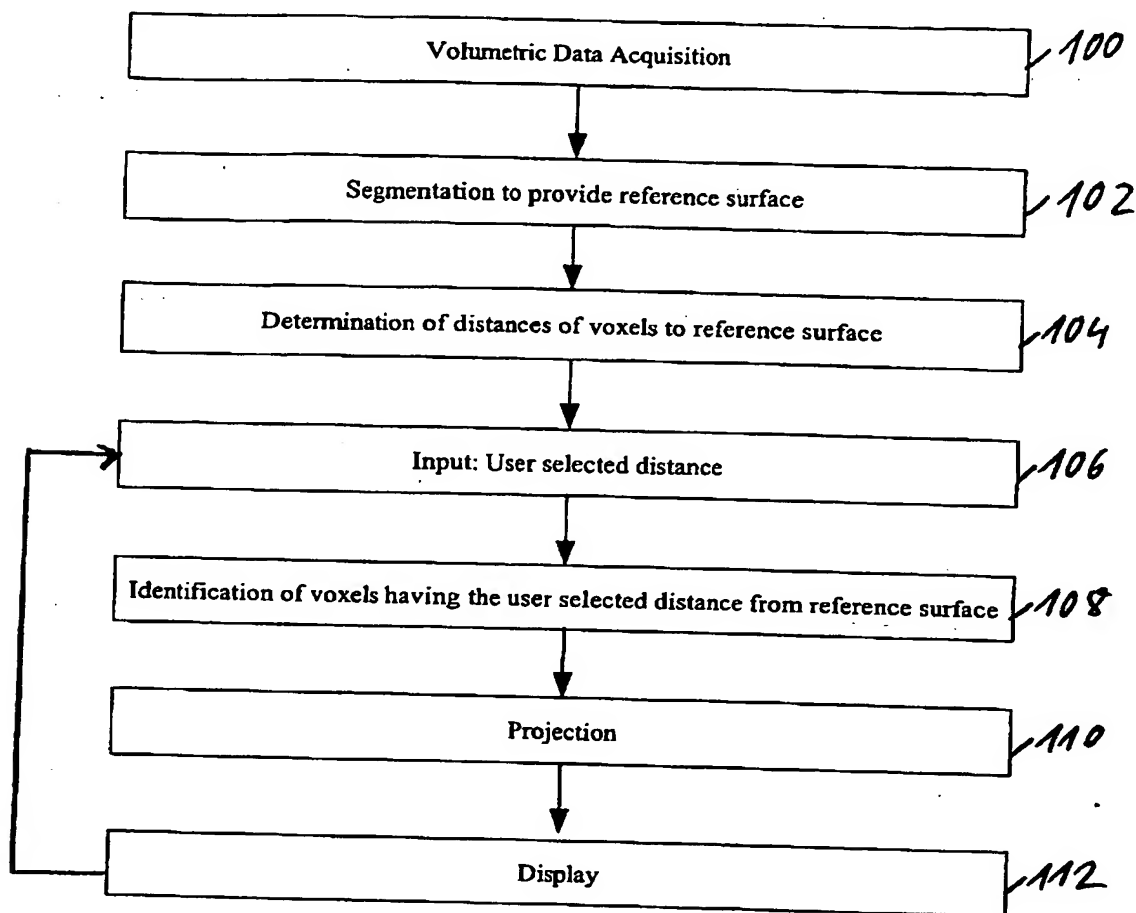 Volumetric Data Acquisition 100
Segmentation to provide reference surface 102
Determination of distances of voxels to reference surface 104
Input: User selected distance 106
Identification of voxels having the user selected distance from reference surface 108
Projection 110
Display 112